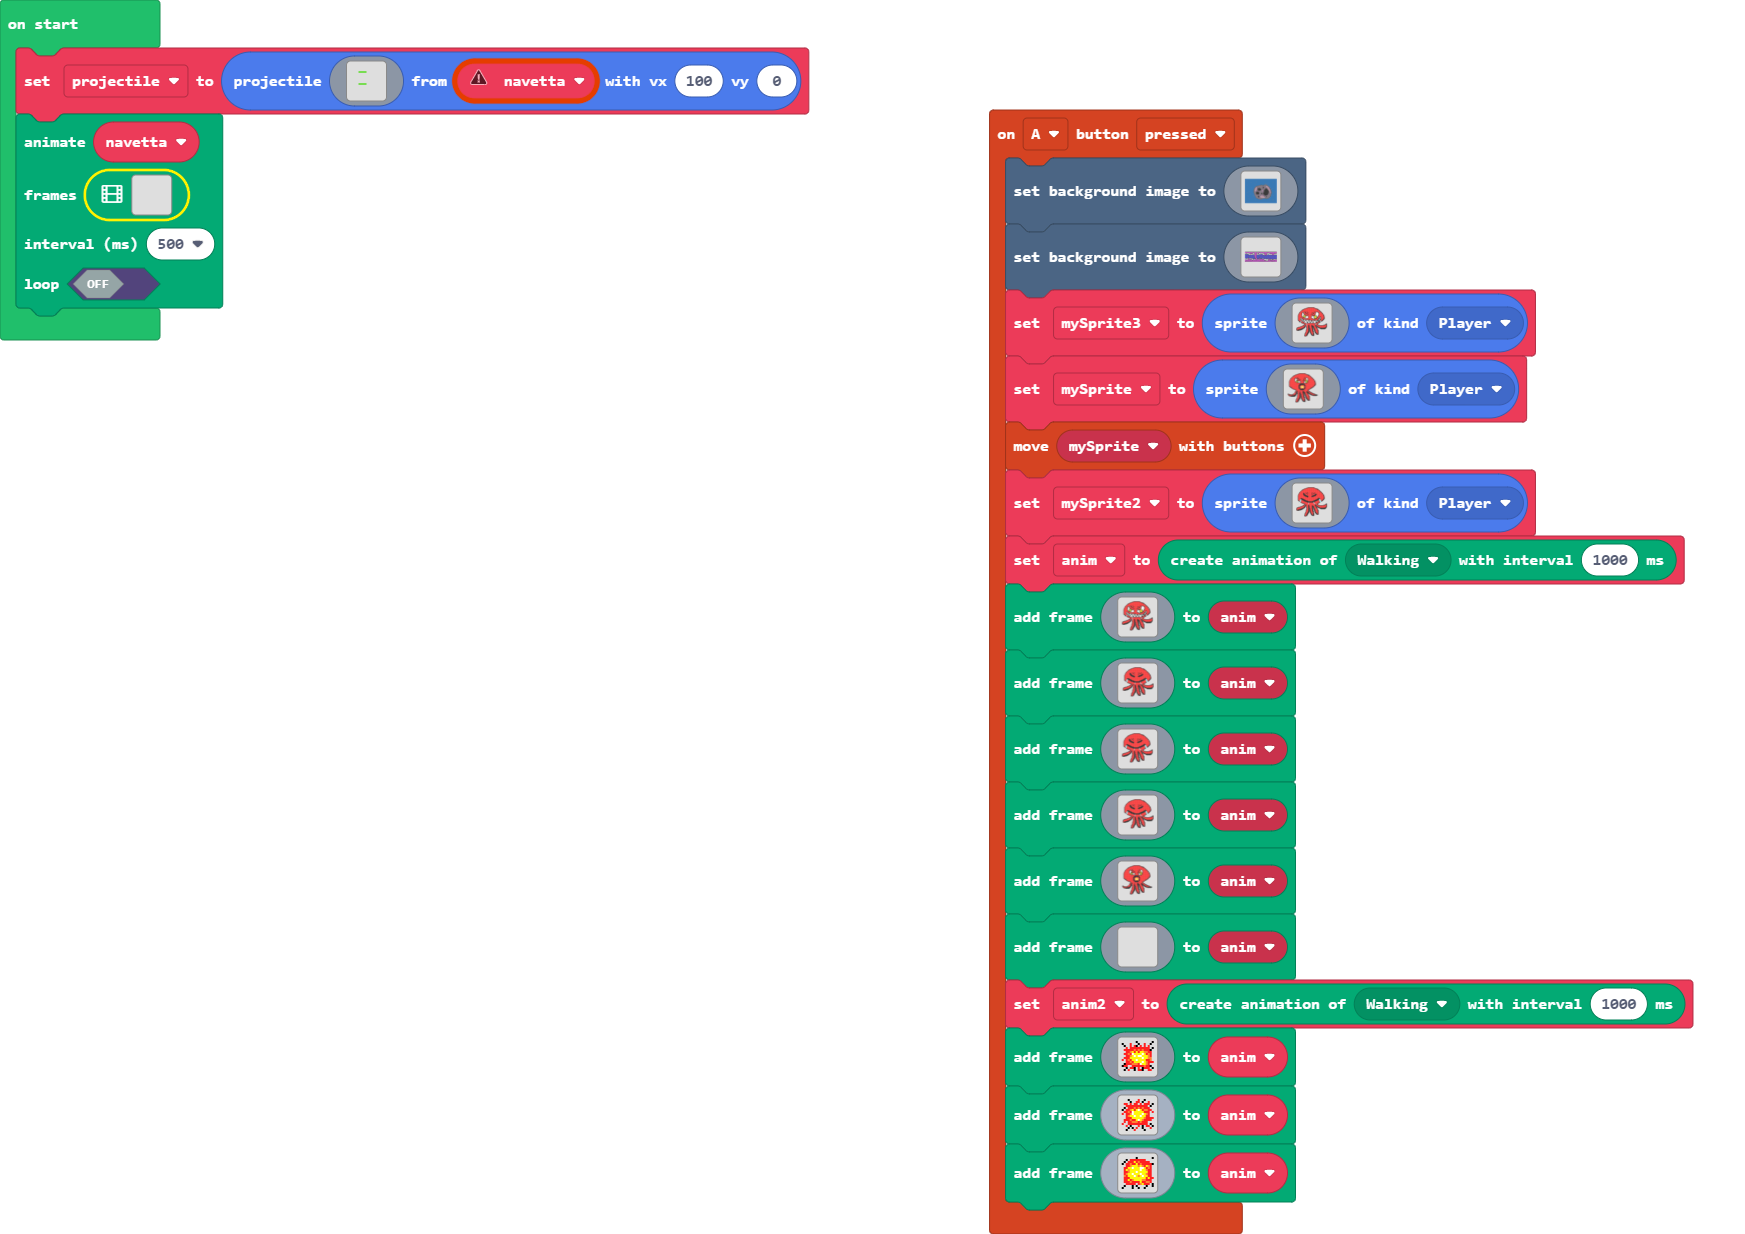 on start
set projectile to projectile from navetta with vx 100 vy 0
animate navetta
frames
interval (ms) 500
loop OFF
on A button pressed
set background image to
set background image to
set mySprite3 to sprite of kind Player
set mySprite to sprite of kind Player
move mySprite with buttons
set mySprite2 to sprite of kind Player
set anim to create animation of Walking with interval 1000 ms
add frame to anim
add frame to anim
add frame to anim
add frame to anim
add frame to anim
add frame to anim
set anim2 to create animation of Walking with interval 1000 ms
add frame to anim
add frame to anim
add frame to anim